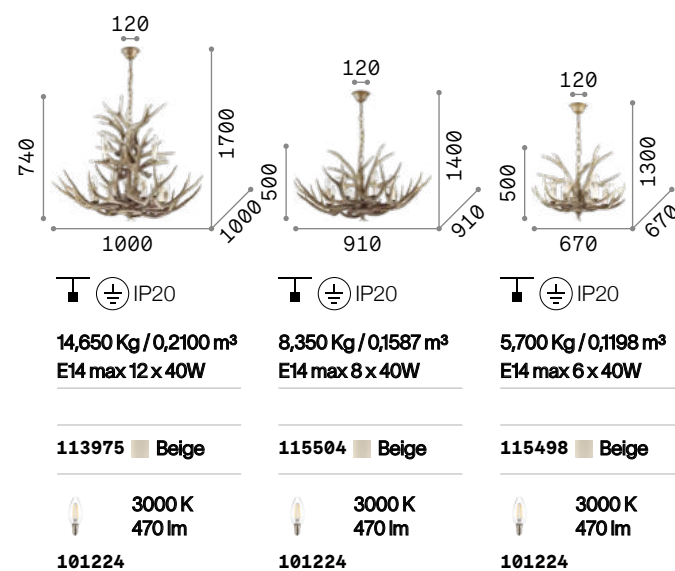 120
740
1700
1000
1000
IP20
14,650 Kg / 0,2100 m³
E14 max 12 x 40W
113975 Beige
3000 K
470 lm
101224
120
500
1400
910
910
IP20
8,350 Kg / 0,1587 m³
E14 max 8 x 40W
115504 Beige
3000 K
470 lm
101224
120
500
1300
670
670
IP20
5,700 Kg / 0,1198 m³
E14 max 6 x 40W
115498 Beige
3000 K
470 lm
101224